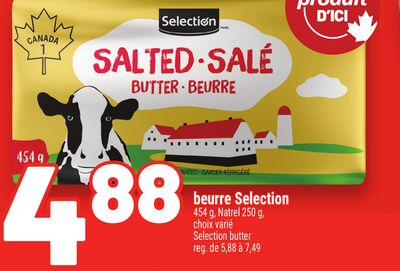 Selection
produit
D'ICI
CANADA
1
SALTED · SALÉ
BUTTER · BEURRE
454 g
RATED · GARDER RÉFRIGÉRÉ
4 88
beurre Selection
454 g, Natrel 250 g,
choix varié
Selection butter
reg. de 5,88 à 7,49